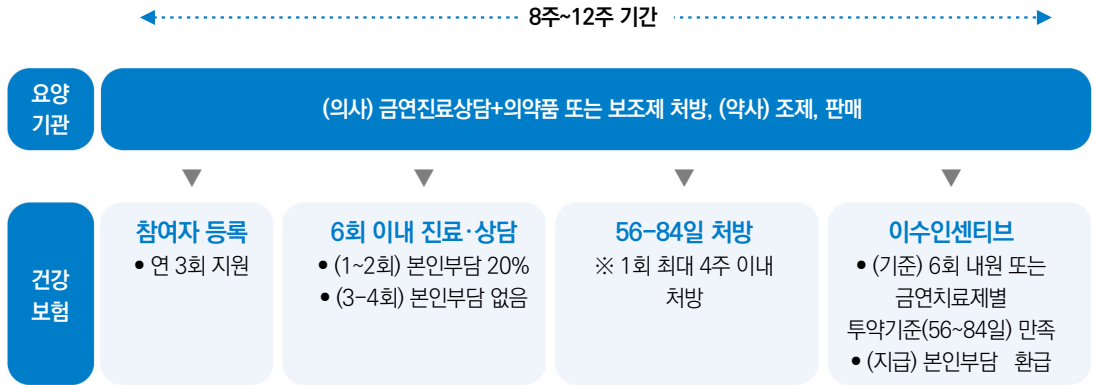 8주~12주 기간
요양
기관
(의사) 금연진료상담+의약품 또는 보조제 처방, (약사) 조제, 판매
건강
보험
참여자 등록
• 연 3회 지원
6회 이내 진료·상담
• (1~2회) 본인부담 20%
• (3-4회) 본인부담 없음
56-84일 처방
※ 1회 최대 4주 이내
처방
이수인센티브
• (기준) 6회 내원 또는
금연치료제별
투약기준(56~84일) 만족
• (지급) 본인부담 환급